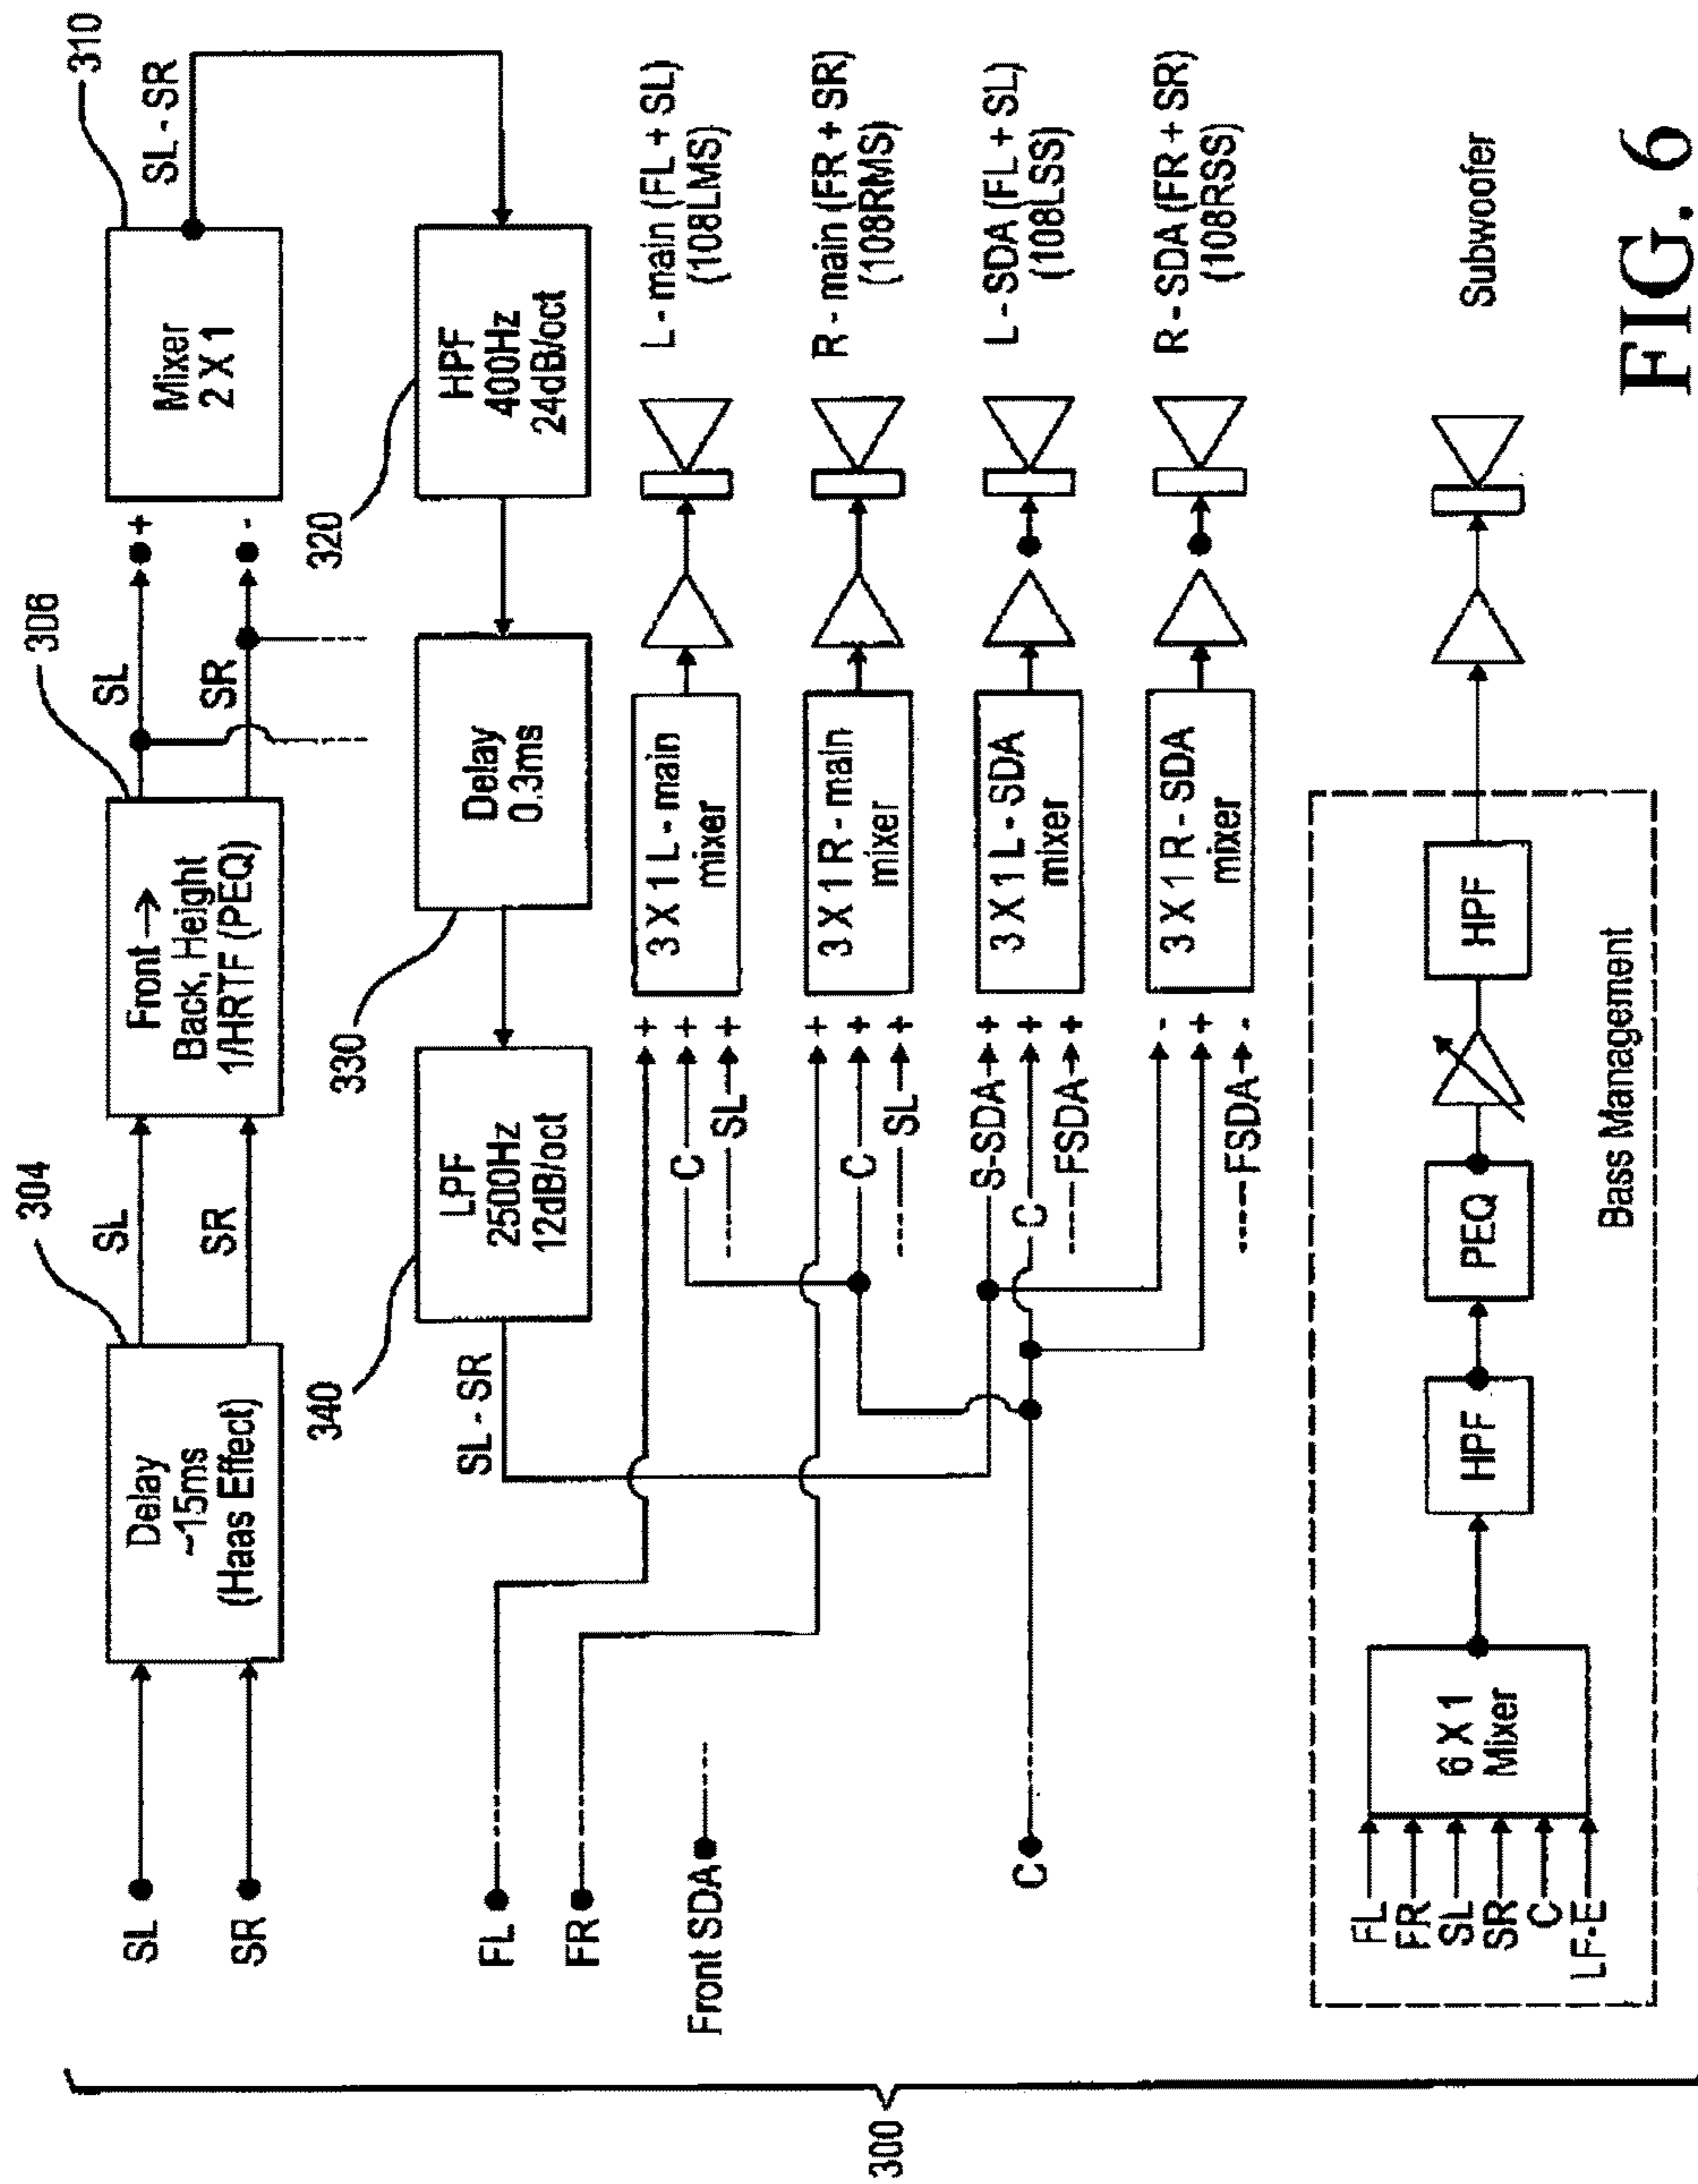 304
306
310
SL
SR
Delay
~15ms
(Haas Effect)
SL
SR
Front →
Back, Height
1/HRTF (PEQ)
SL
SR
+
-
Mixer
2 X 1
SL - SR
340
330
320
SL - SR
LPF
2500Hz
12dB/oct
Delay
0.3ms
HPF
400Hz
24dB/oct
FL
FR
Front SDA
C
C
SL
+
+
+
3 X 1 L - main
mixer
L - main (FL + SL)
(108LMS)
C
SL
+
+
+
3 X 1 R - main
mixer
R - main (FR + SR)
(108RMS)
S-SDA
C
FSDA
+
+
+
3 X 1 L - SDA
mixer
L - SDA (FL + SL)
(108LSS)
FSDA
-
+
-
3 X 1 R - SDA
mixer
R - SDA (FR + SR)
(108RSS)
FL
FR
SL
SR
C
LF-E
6 X 1
Mixer
HPF
PEQ
HPF
Subwoofer
Bass Management
300
FIG. 6